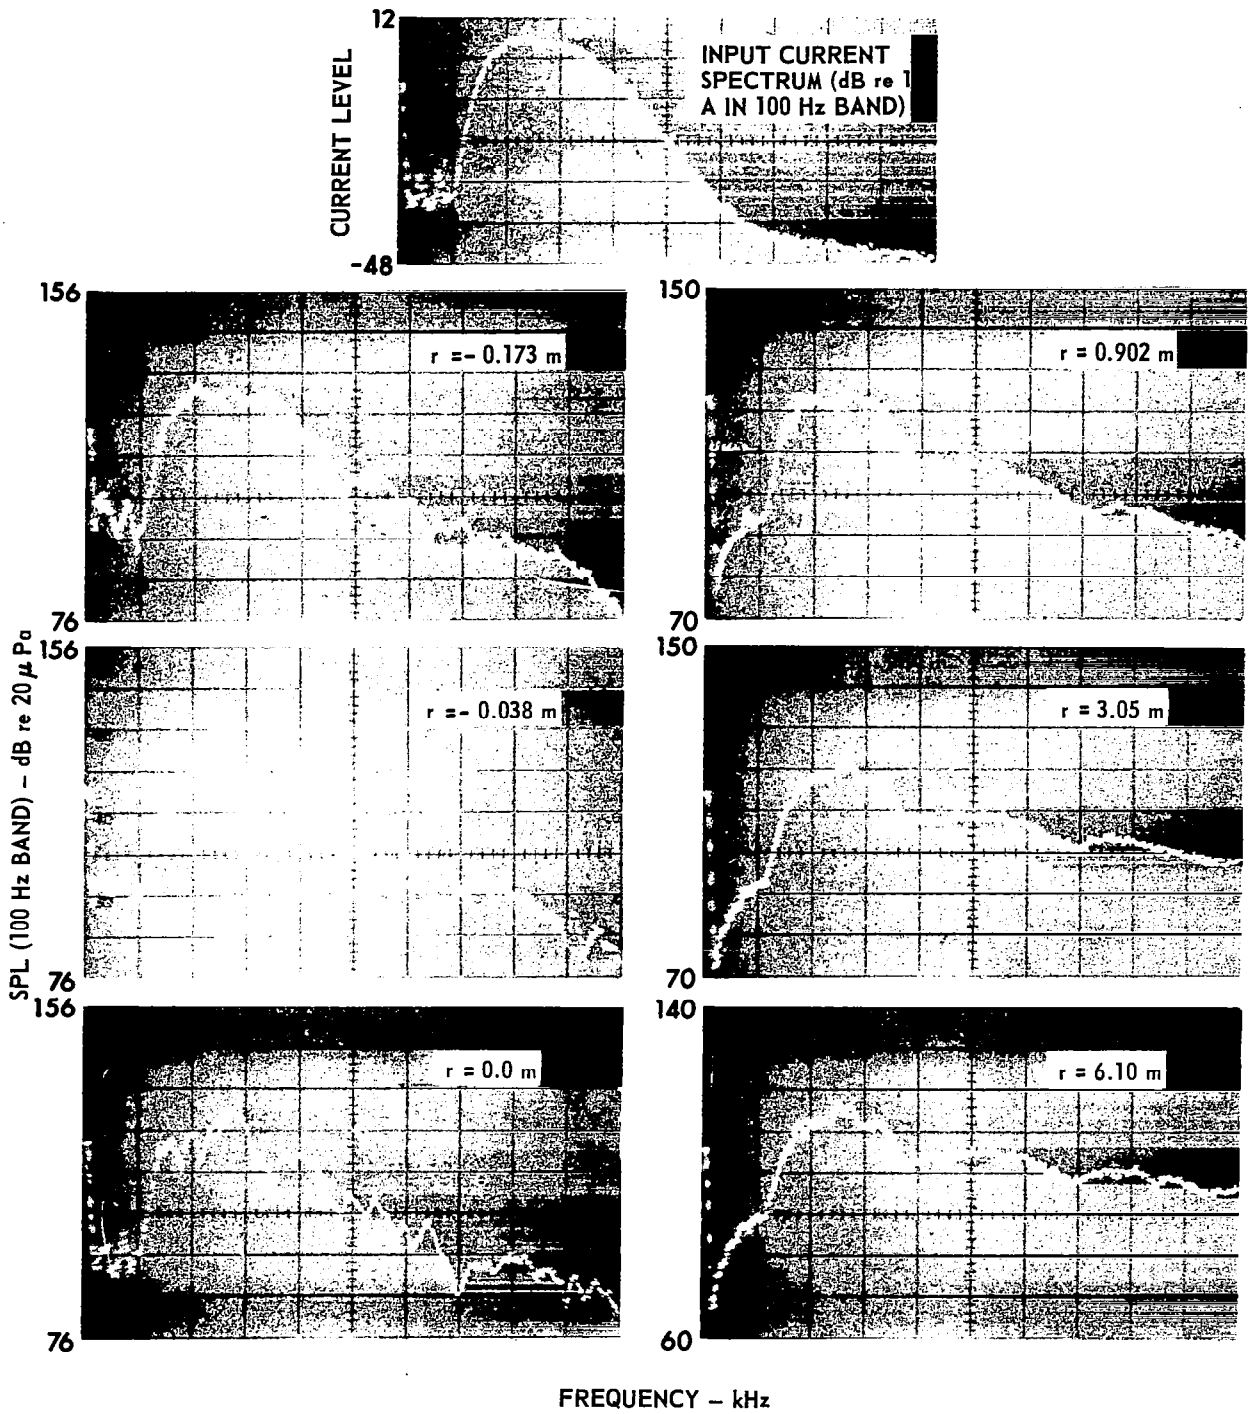 12
CURRENT LEVEL
-48
INPUT CURRENT
SPECTRUM (dB re 1
A IN 100 Hz BAND)
156
r =- 0.173 m
76
150
r = 0.902 m
70
SPL (100 Hz BAND) – dB re 20 μ Pa
156
r =- 0.038 m
76
150
r = 3.05 m
70
156
r = 0.0 m
76
140
r = 6.10 m
60
FREQUENCY – kHz